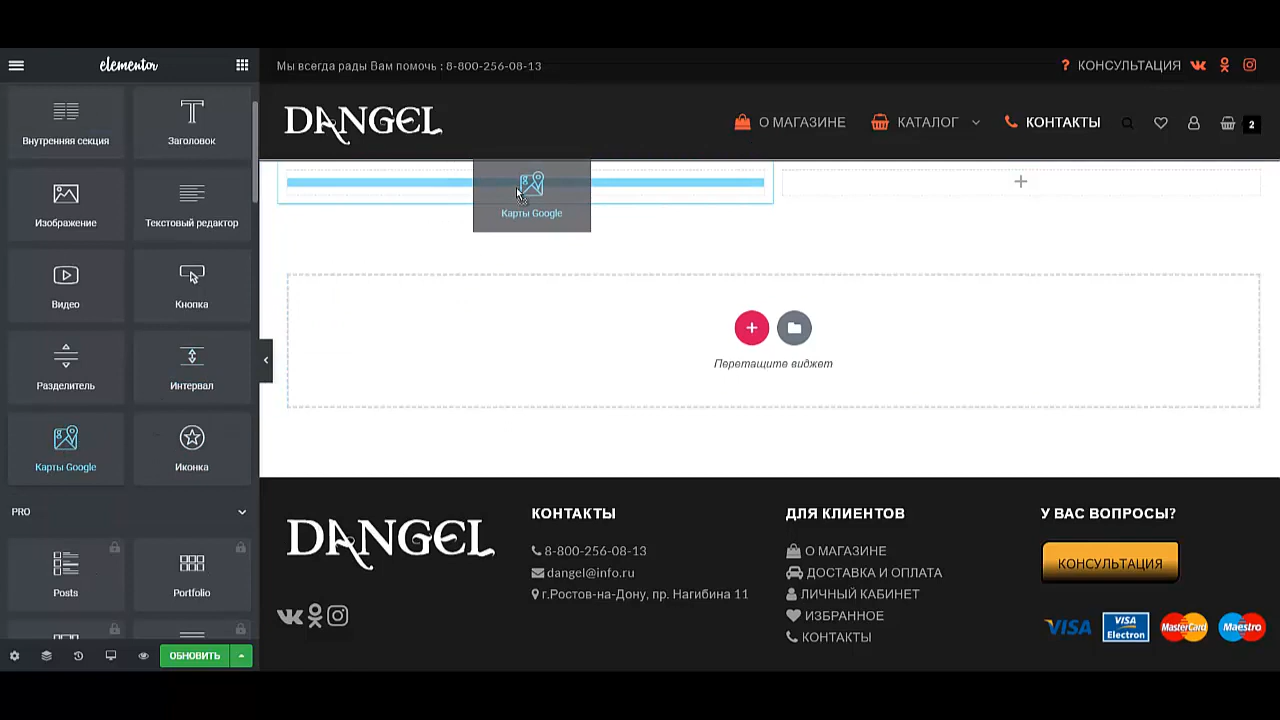 elementor
Внутренняя секция
Заголовок
Изображение
Текстовый редактор
Видео
Кнопка
Разделитель
Интервал
Карты Google
Иконка
PRO
Posts
Portfolio
ОБНОВИТЬ
Мы всегда рады Вам помочь : 8-800-256-08-13
? КОНСУЛЬТАЦИЯ
DANGEL
О МАГАЗИНЕ
КАТАЛОГ
КОНТАКТЫ
2
Карты Google
Перетащите виджет
DANGEL
КОНТАКТЫ
8-800-256-08-13
dangel@info.ru
г.Ростов-на-Дону, пр. Нагибина 11
ДЛЯ КЛИЕНТОВ
О МАГАЗИНЕ
ДОСТАВКА И ОПЛАТА
ЛИЧНЫЙ КАБИНЕТ
ИЗБРАННОЕ
КОНТАКТЫ
У ВАС ВОПРОСЫ?
КОНСУЛЬТАЦИЯ
VISA
VISA Electron
MasterCard
Maestro